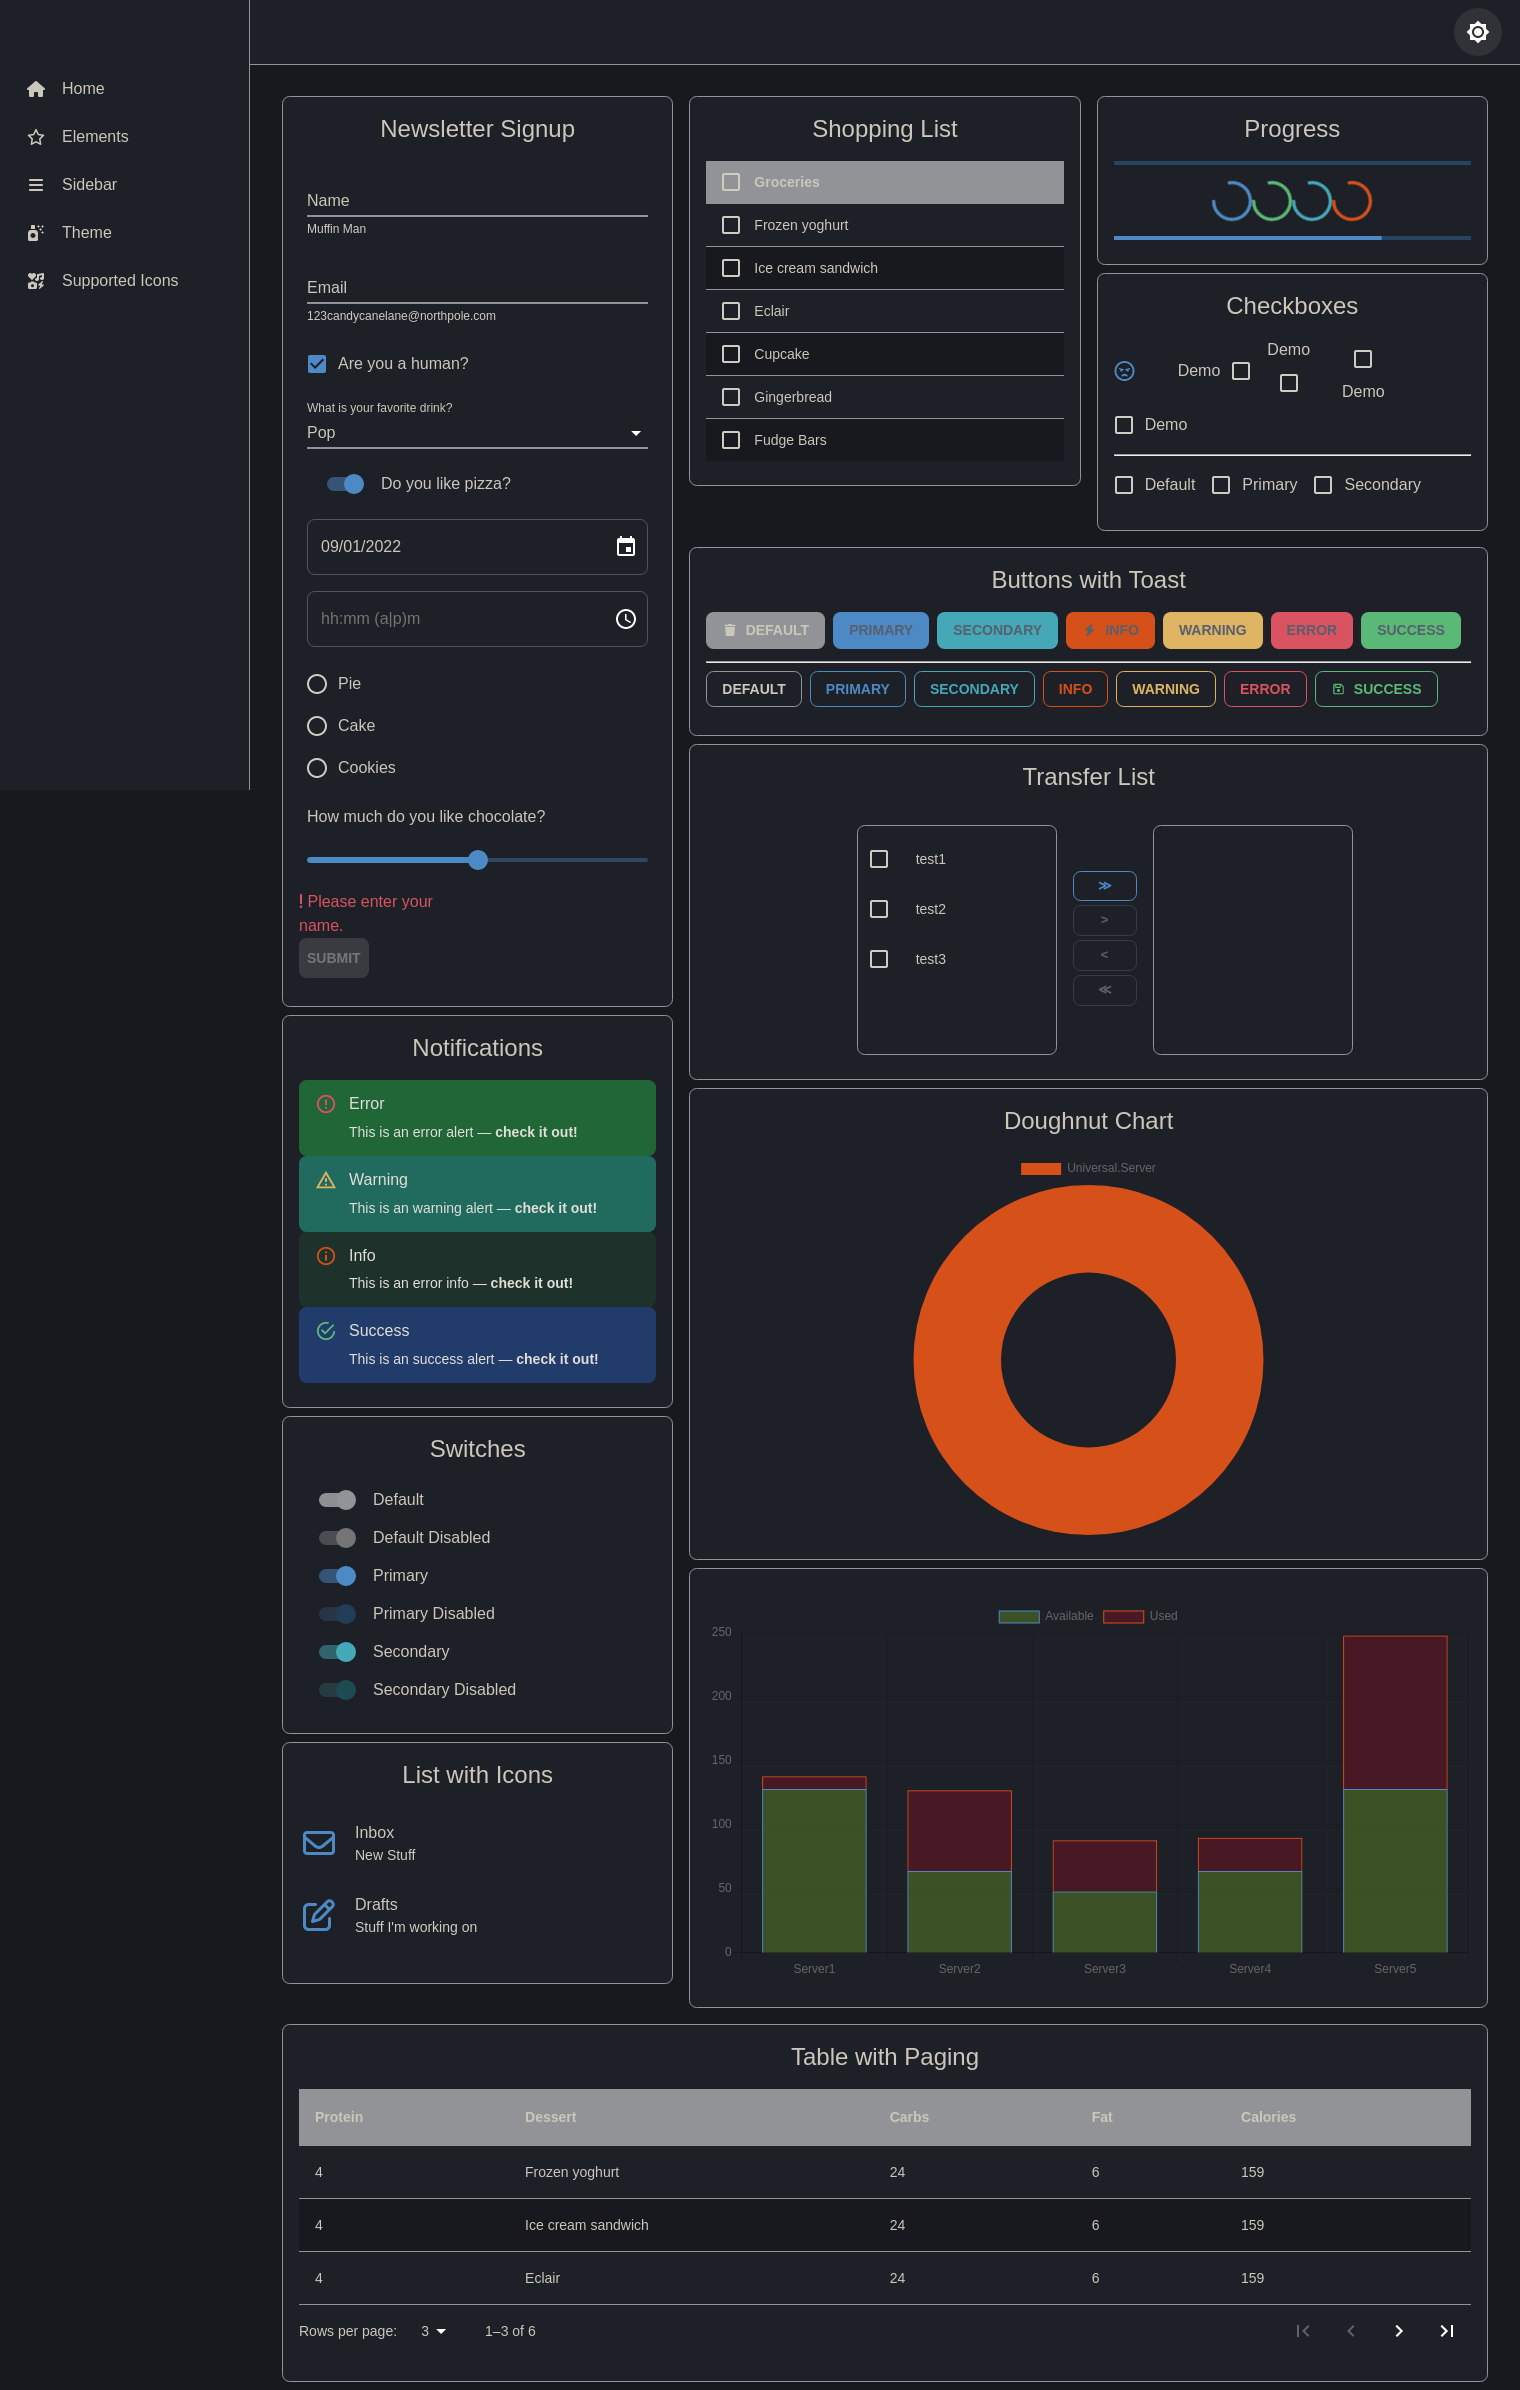 Home
Elements
Sidebar
Theme
Supported Icons
Newsletter Signup
Name
Muffin Man
Email
123candycanelane@northpole.com
Are you a human?
What is your favorite drink?
Pop
Do you like pizza?
09/01/2022
hh:mm (a|p)m
Pie
Cake
Cookies
How much do you like chocolate?
! Please enter your
name.
SUBMIT
Notifications
Error
This is an error alert — check it out!
Warning
This is an warning alert — check it out!
Info
This is an error info — check it out!
Success
This is an success alert — check it out!
Switches
Default
Default Disabled
Primary
Primary Disabled
Secondary
Secondary Disabled
List with Icons
Inbox
New Stuff
Drafts
Stuff I'm working on
Shopping List
Groceries
Frozen yoghurt
Ice cream sandwich
Eclair
Cupcake
Gingerbread
Fudge Bars
Progress
Checkboxes
Demo
Demo
Demo
Demo
Default Primary Secondary
Buttons with Toast
DEFAULT PRIMARY SECONDARY INFO WARNING ERROR SUCCESS
DEFAULT PRIMARY SECONDARY INFO WARNING ERROR SUCCESS
Transfer List
test1
test2
test3
≫
>
<
≪
Doughnut Chart
Universal.Server
Available Used
250
200
150
100
50
0
Server1 Server2 Server3 Server4 Server5
Table with Paging
Protein Dessert Carbs Fat Calories
4 Frozen yoghurt 24 6 159
4 Ice cream sandwich 24 6 159
4 Eclair 24 6 159
Rows per page: 3 1–3 of 6